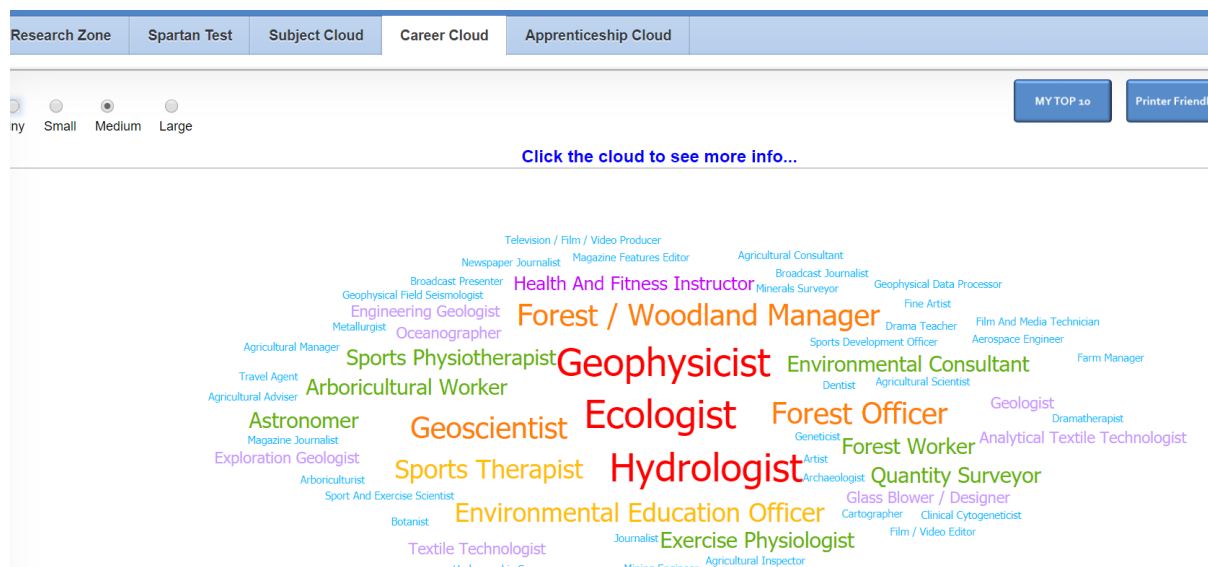 Research Zone Spartan Test Subject Cloud Career Cloud Apprenticeship Cloud
MY TOP 10 Printer Friendl
ny Small Medium Large
Click the cloud to see more info...
Television / Film / Video Producer
Newspaper Journalist Magazine Features Editor Agricultural Consultant
Broadcast Presenter Health And Fitness Instructor Broadcast Journalist
Minerals Surveyor Geophysical Data Processor
Geophysical Field Seismologist
Engineering Geologist Forest / Woodland Manager Fine Artist
Metallurgist Oceanographer Drama Teacher Film And Media Technician
Agricultural Manager Sports Development Officer Aerospace Engineer
Sports Physiotherapist Geophysicist Environmental Consultant Farm Manager
Travel Agent Arboricultural Worker Dentist Agricultural Scientist
Agricultural Adviser Geologist
Astronomer Geoscientist Ecologist Forest Officer Dramatherapist
Magazine Journalist Geneticist Forest Worker Analytical Textile Technologist
Exploration Geologist Sports Therapist Hydrologist Artist
Arboriculturist Archaeologist Quantity Surveyor
Sport And Exercise Scientist Glass Blower / Designer
Botanist Environmental Education Officer Cartographer Clinical Cytogeneticist
Textile Technologist Journalist Exercise Physiologist Film / Video Editor
Agricultural Inspector